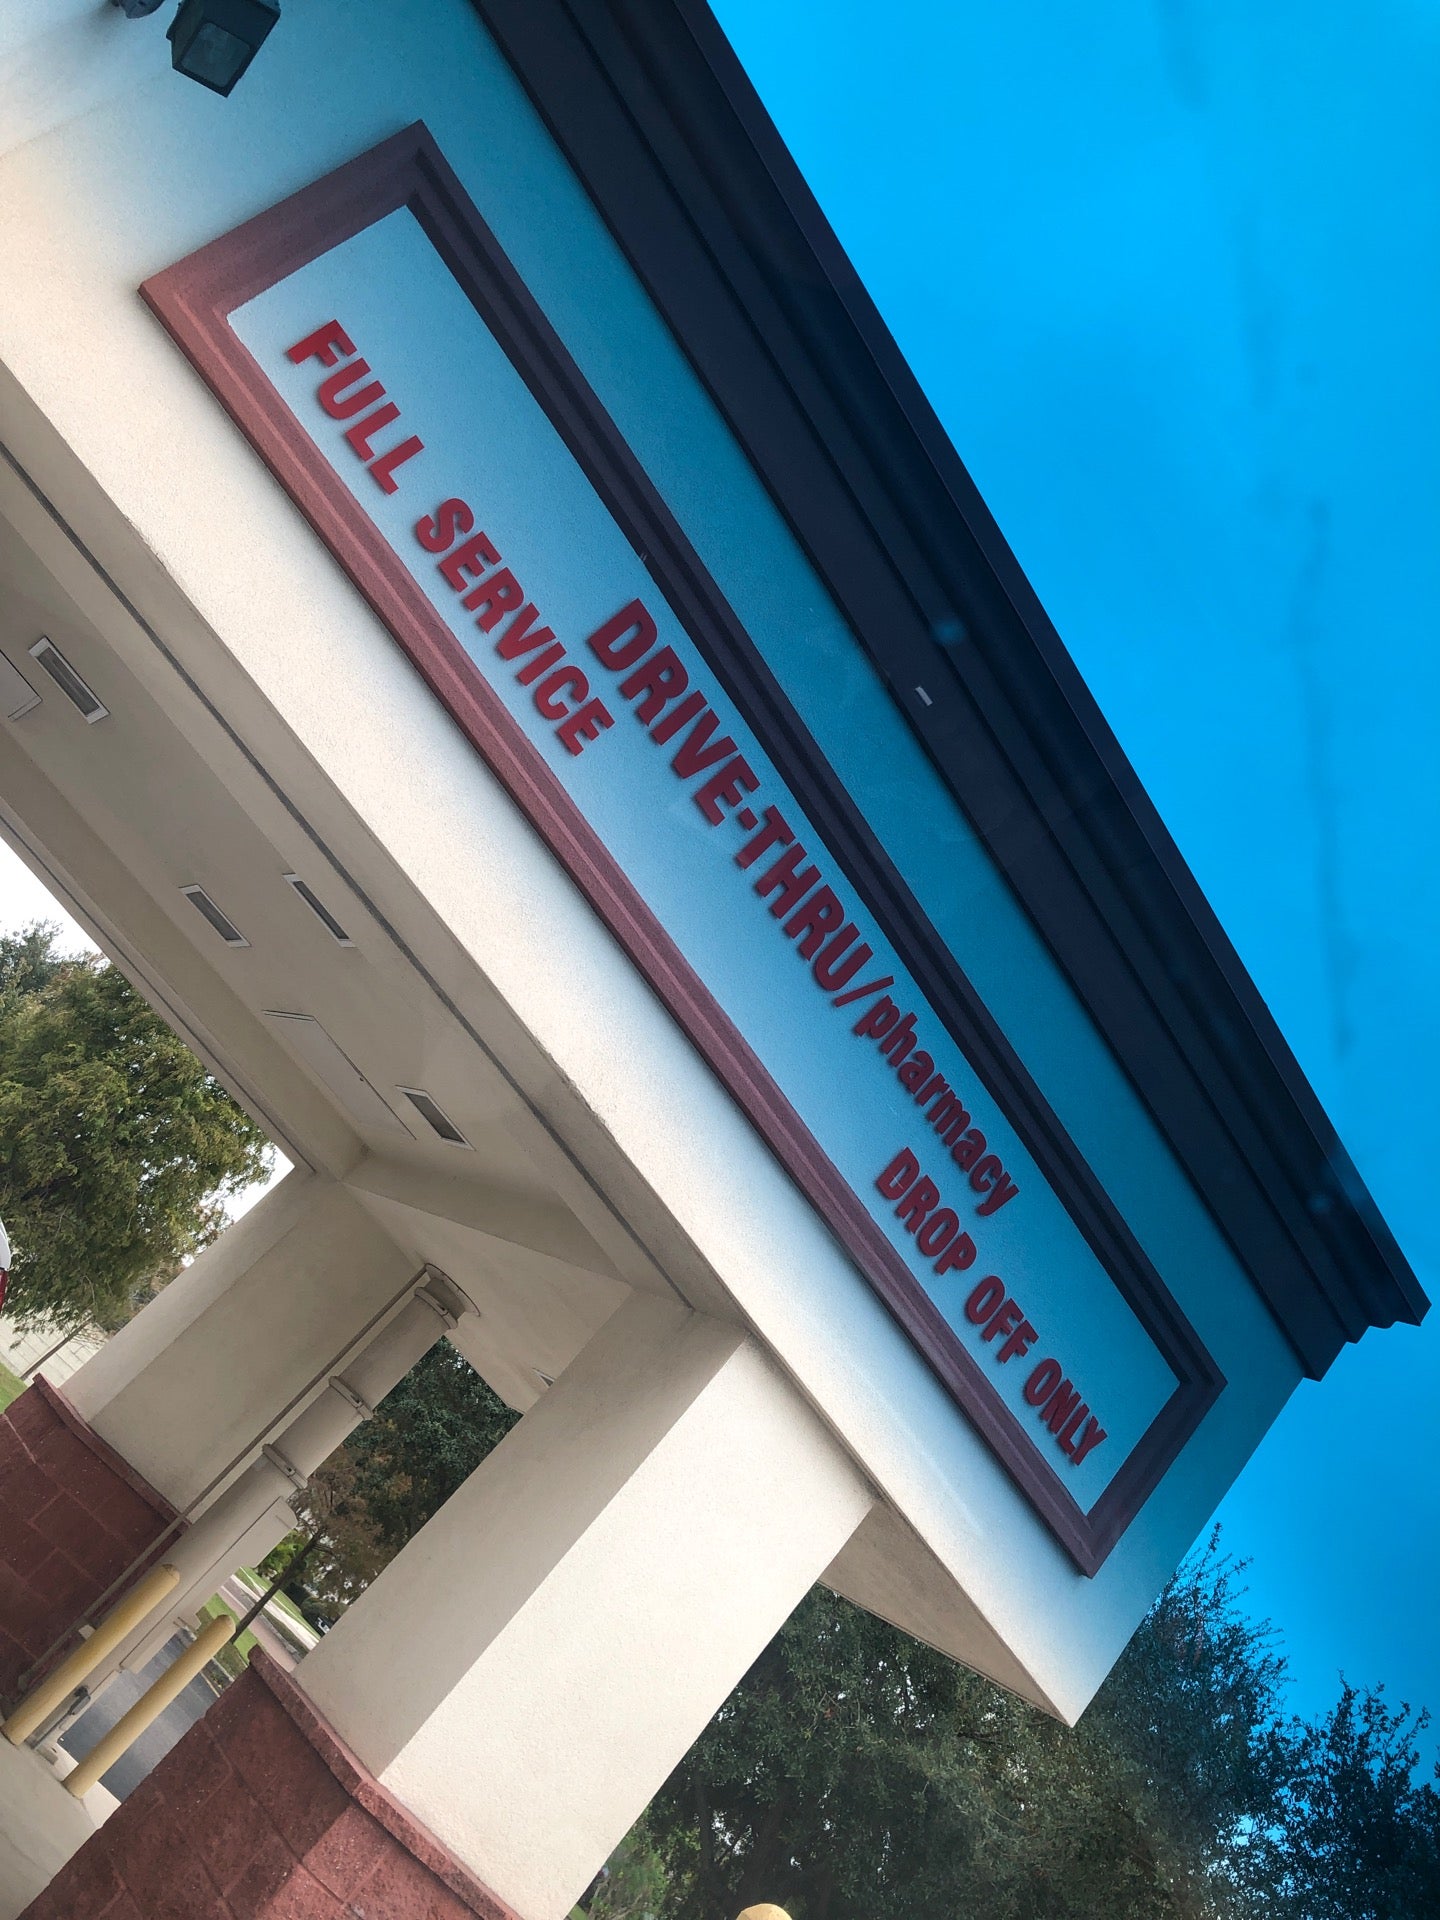 DRIVE-THRU/pharmacy
FULL SERVICE DROP OFF ONLY